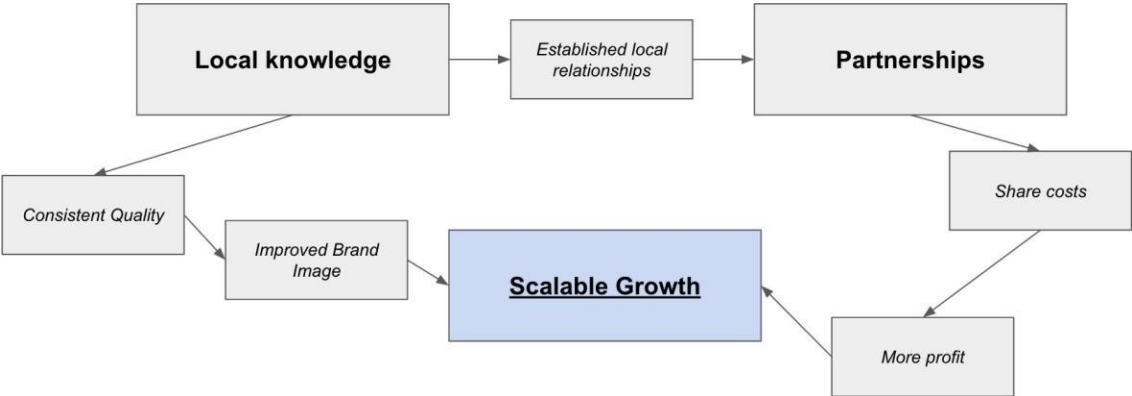 Local knowledge
Established local
relationships
Partnerships
Consistent Quality
Share costs
Improved Brand
Image
Scalable Growth
More profit